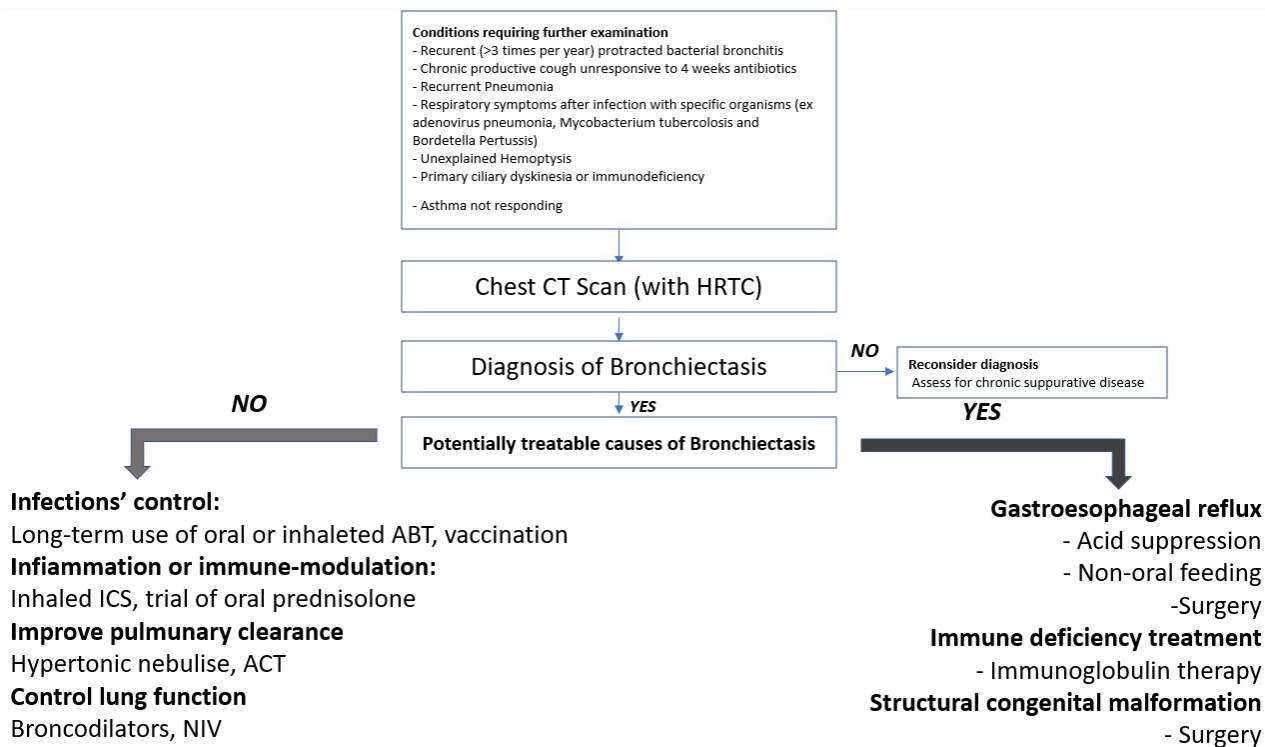 Conditions requiring further examination
- Recurent (>3 times per year) protracted bacterial bronchitis
- Chronic productive cough unresponsive to 4 weeks antibiotics
- Recurrent Pneumonia
- Respiratory symptoms after infection with specific organisms (ex
adenovirus pneumonia, Mycobacterium tubercolosis and
Bordetella Pertussis)
- Unexplained Hemoptysis
- Primary ciliary dyskinesia or immunodeficiency
- Asthma not responding
Chest CT Scan (with HRTC)
Diagnosis of Bronchiectasis
NO
Reconsider diagnosis
Assess for chronic suppurative disease
YES
Potentially treatable causes of Bronchiectasis
NO
Infections' control:
Long-term use of oral or inhaleted ABT, vaccination
Infiammation or immune-modulation:
Inhaled ICS, trial of oral prednisolone
Improve pulmunary clearance
Hypertonic nebulise, ACT
Control lung function
Broncodilators, NIV
YES
Gastroesophageal reflux
- Acid suppression
- Non-oral feeding
-Surgery
Immune deficiency treatment
- Immunoglobulin therapy
Structural congenital malformation
- Surgery